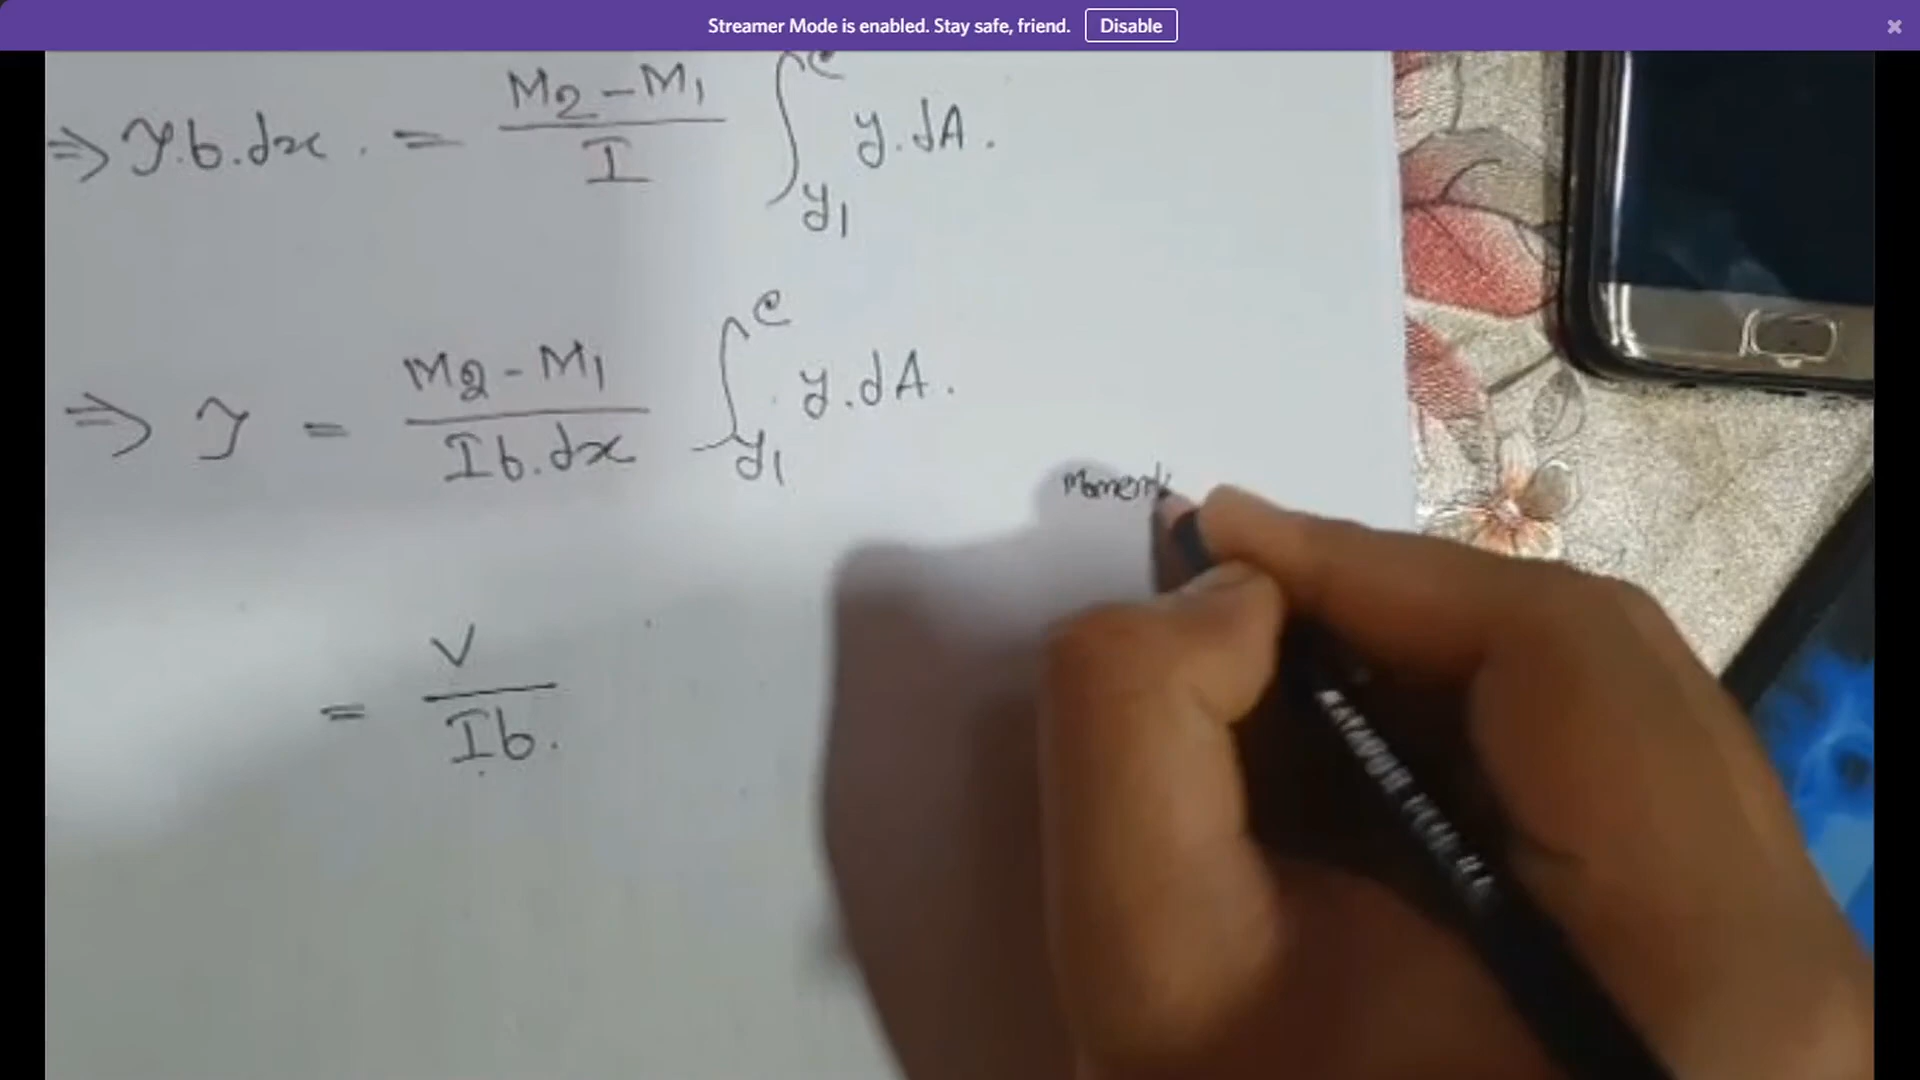 Streamer Mode is enabled. Stay safe, friend. Disable
⇒ τ.b.dx. = (M₂ - M₁)/I ∫_{y₁}^{c} y.dA.
⇒ τ = (M₂ - M₁)/(Ib.dx) ∫_{y₁}^{c} y.dA.
Moment
= V/(Ib.)